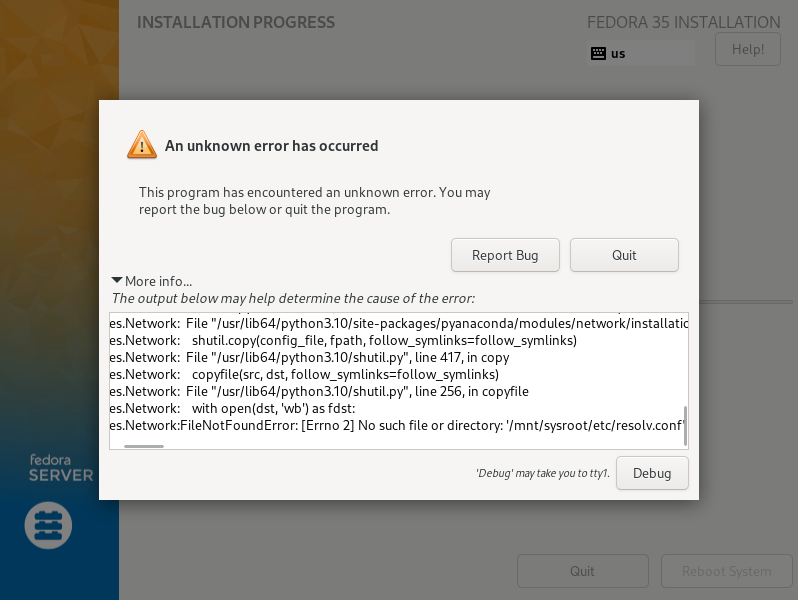 INSTALLATION PROGRESS
FEDORA 35 INSTALLATION
us
Help!
An unknown error has occurred
This program has encountered an unknown error. You may
report the bug below or quit the program.
Report Bug
Quit
More info...
The output below may help determine the cause of the error:
es.Network:  File "/usr/lib64/python3.10/site-packages/pyanaconda/modules/network/installatio
es.Network:    shutil.copy(config_file, fpath, follow_symlinks=follow_symlinks)
es.Network:  File "/usr/lib64/python3.10/shutil.py", line 417, in copy
es.Network:    copyfile(src, dst, follow_symlinks=follow_symlinks)
es.Network:  File "/usr/lib64/python3.10/shutil.py", line 256, in copyfile
es.Network:    with open(dst, 'wb') as fdst:
es.Network:FileNotFoundError: [Errno 2] No such file or directory: '/mnt/sysroot/etc/resolv.conf'
'Debug' may take you to tty1.
Debug
fedora
SERVER
Quit
Reboot System